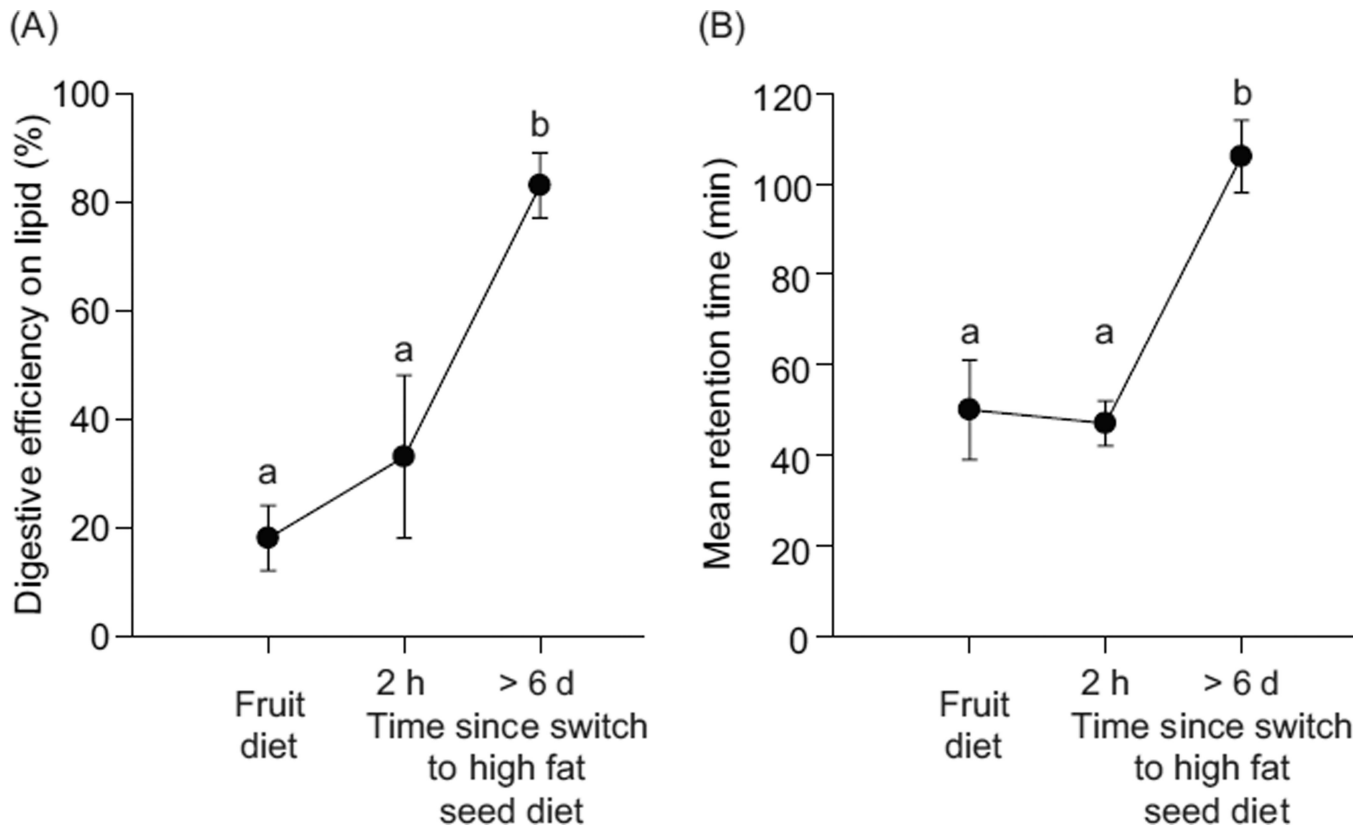 (A)
Digestive efficiency on lipid (%)
100
80
60
40
20
0
a
a
b
Fruit
diet
2 h
> 6 d
Time since switch
to high fat
seed diet
(B)
Mean retention time (min)
120
100
80
60
40
20
0
a
a
b
Fruit
diet
2 h
> 6 d
Time since switch
to high fat
seed diet